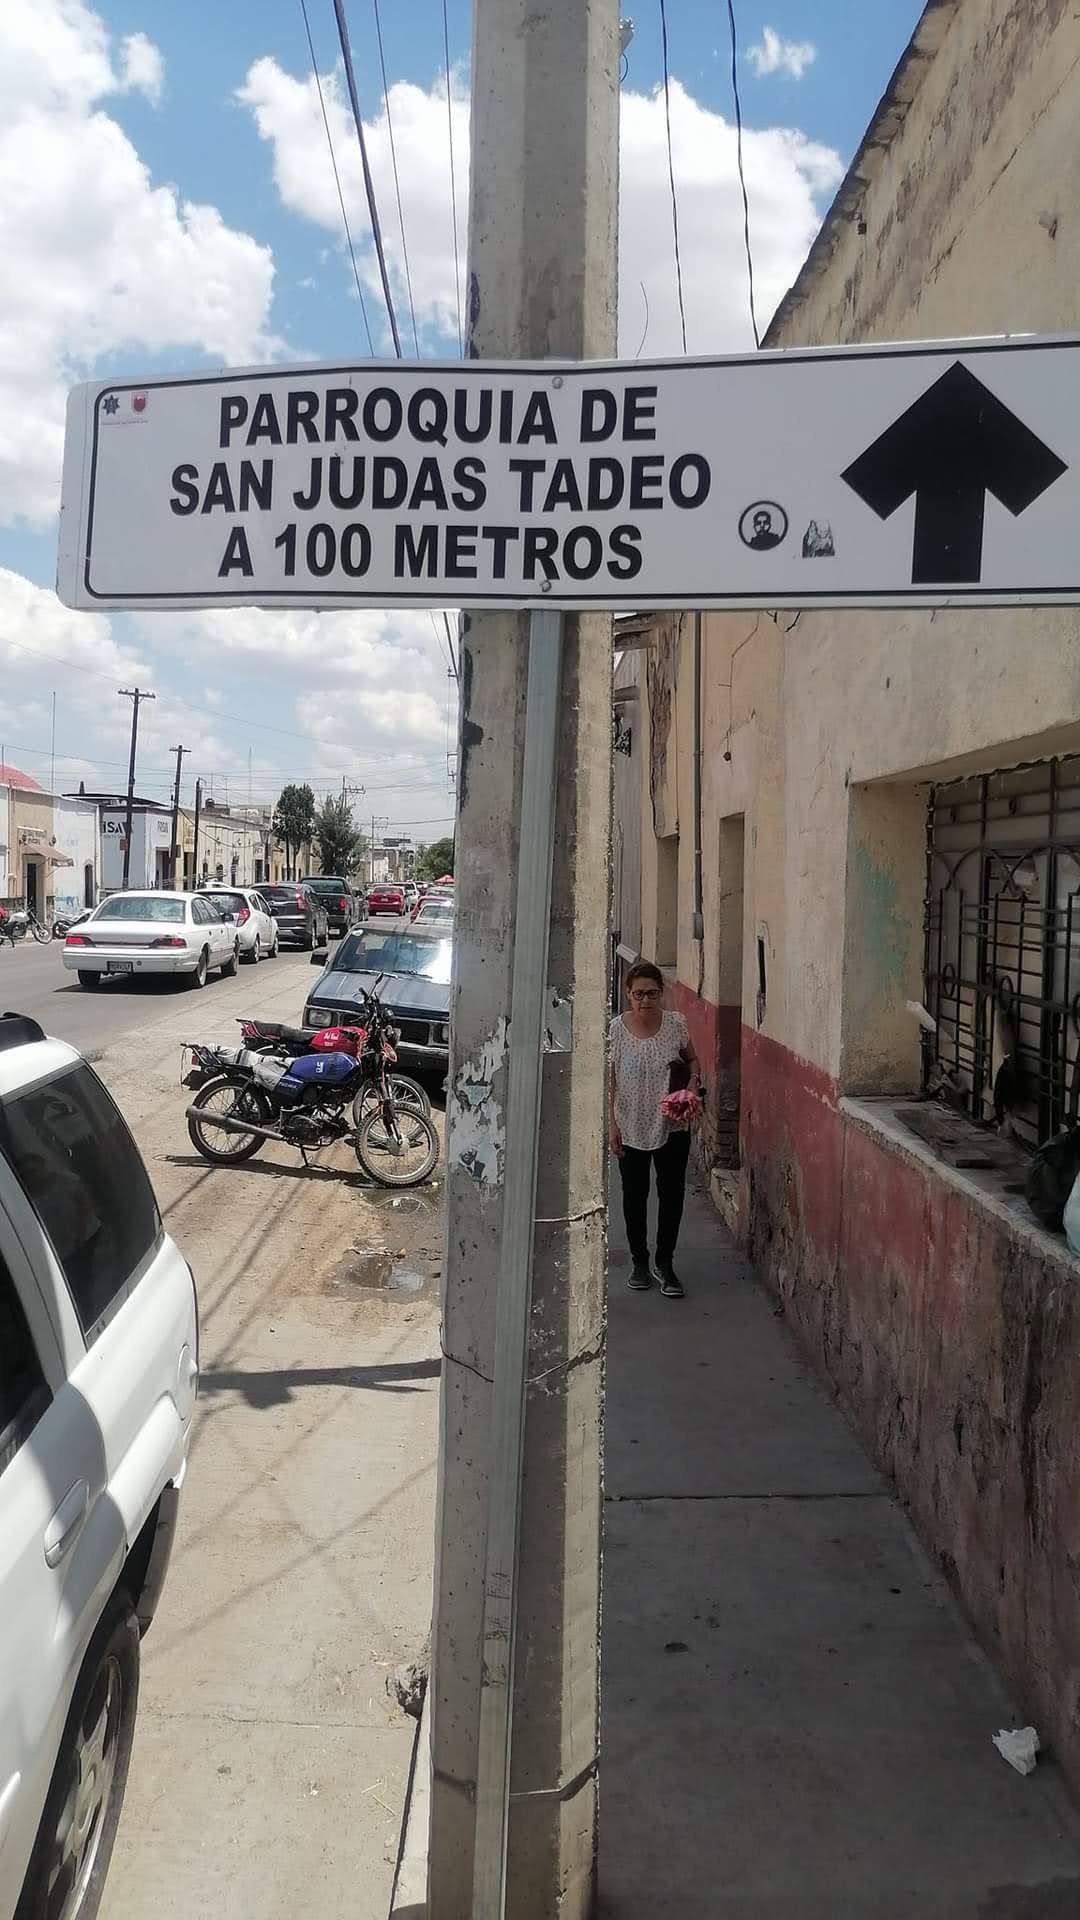 PARROQUIA DE
SAN JUDAS TADEO
A 100 METROS